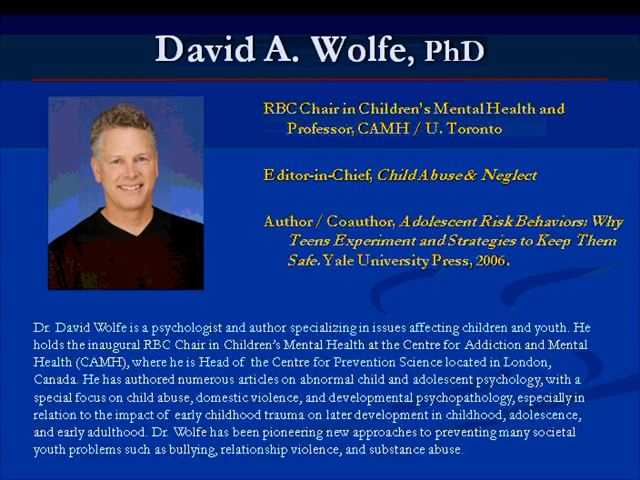 David A. Wolfe, PhD
RBC Chair in Children's Mental Health and
Professor, CAMH / U. Toronto
Editor-in-Chief, Child Abuse & Neglect
Author / Coauthor, Adolescent Risk Behaviors: Why
Teens Experiment and Strategies to Keep Them
Safe. Yale University Press, 2006.
Dr. David Wolfe is a psychologist and author specializing in issues affecting children and youth. He
holds the inaugural RBC Chair in Children's Mental Health at the Centre for Addiction and Mental
Health (CAMH), where he is Head of the Centre for Prevention Science located in London,
Canada. He has authored numerous articles on abnormal child and adolescent psychology, with a
special focus on child abuse, domestic violence, and developmental psychopathology, especially in
relation to the impact of early childhood trauma on later development in childhood, adolescence,
and early adulthood. Dr. Wolfe has been pioneering new approaches to preventing many societal
youth problems such as bullying, relationship violence, and substance abuse.